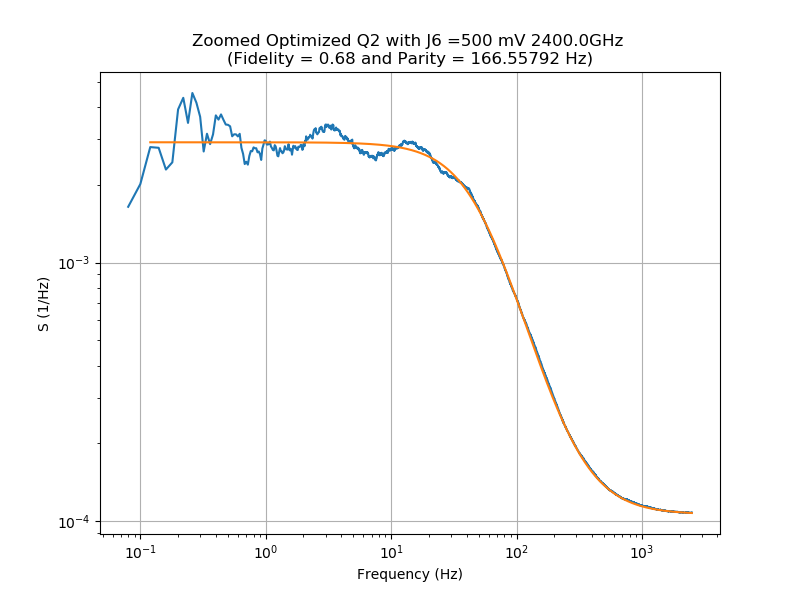 Zoomed Optimized Q2 with J6 =500 mV 2400.0GHz
(Fidelity = 0.68 and Parity = 166.55792 Hz)
S (1/Hz)
10⁻³
10⁻⁴
10⁻¹ 10⁰ 10¹ 10² 10³
Frequency (Hz)